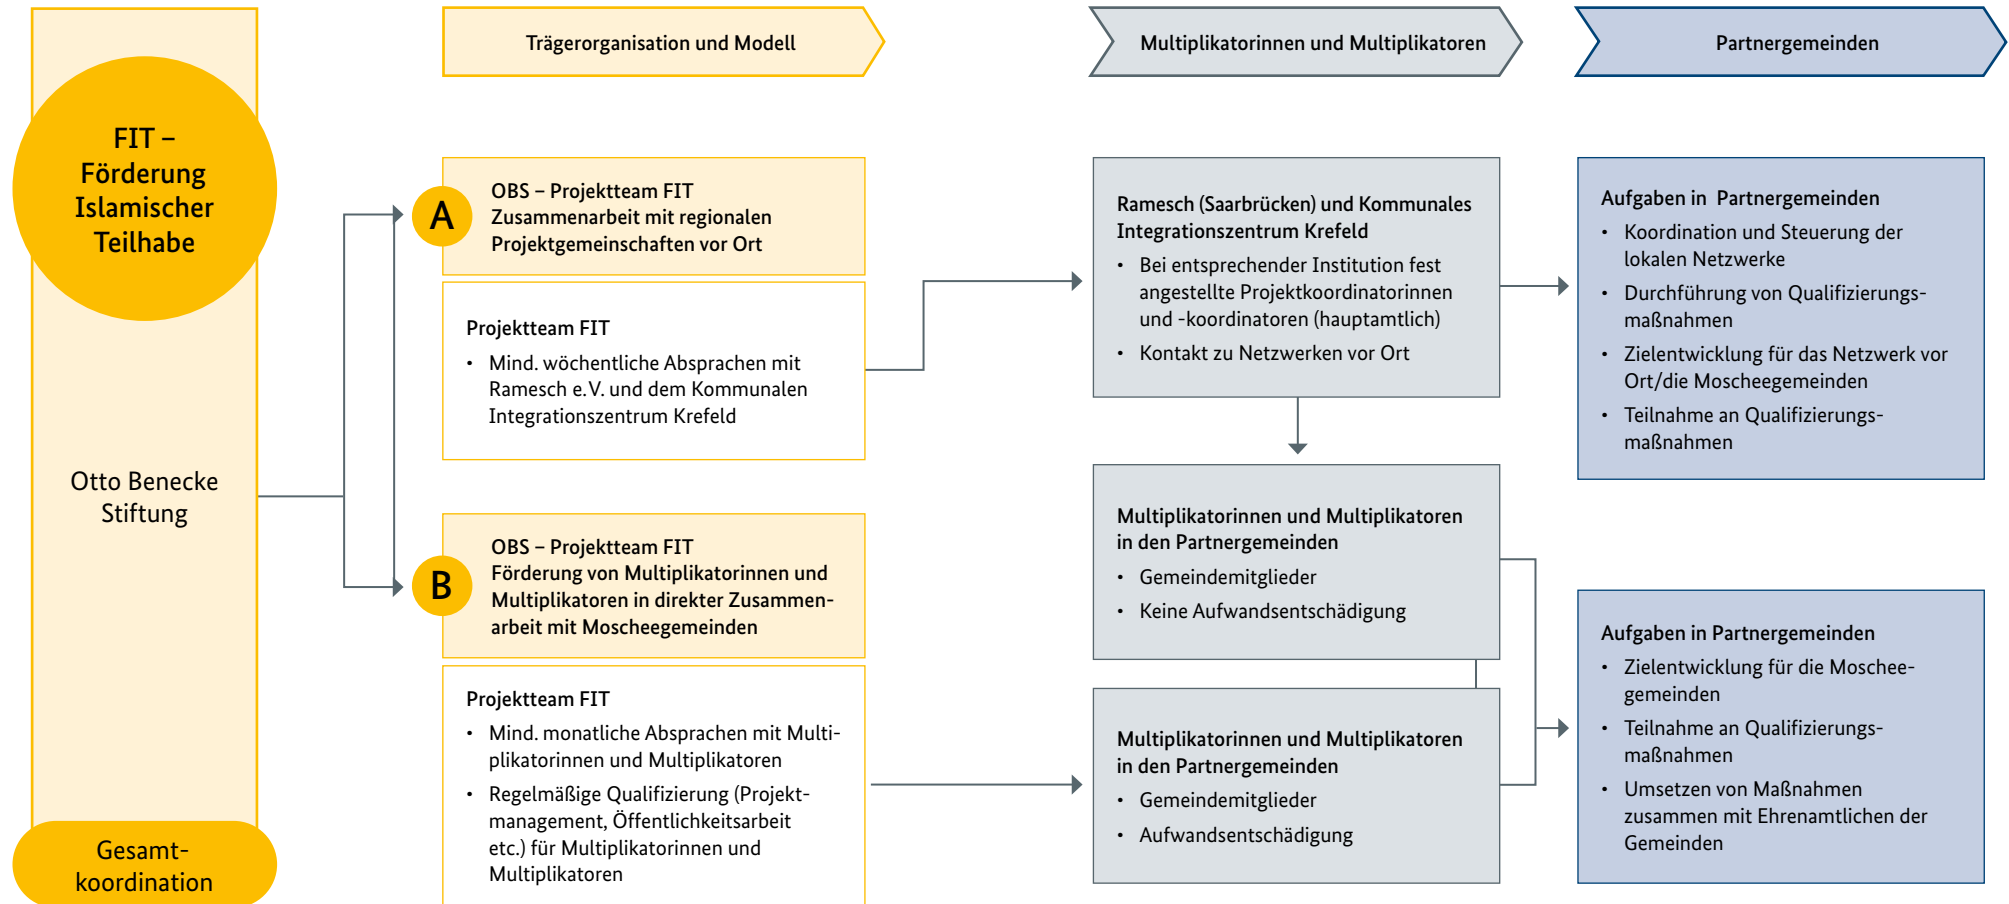 FIT –
Förderung
Islamischer
Teilhabe
Otto Benecke
Stiftung
Gesamt-
koordination
Trägerorganisation und Modell
A
OBS – Projektteam FIT
Zusammenarbeit mit regionalen
Projektgemeinschaften vor Ort
Projektteam FIT
• Mind. wöchentliche Absprachen mit
Ramesch e. V. und dem Kommunalen
Integrationszentrum Krefeld
B
OBS – Projektteam FIT
Förderung von Multiplikatorinnen und
Multiplikatoren in direkter Zusammen-
arbeit mit Moscheegemeinden
Projektteam FIT
• Mind. monatliche Absprachen mit Multi-
plikatorinnen und Multiplikatoren
• Regelmäßige Qualifizierung (Projekt-
management, Öffentlichkeitsarbeit
etc.) für Multiplikatorinnen und
Multiplikatoren
Multiplikatorinnen und Multiplikatoren
Ramesch (Saarbrücken) und Kommunales
Integrationszentrum Krefeld
• Bei entsprechender Institution fest
angestellte Projektkoordinatorinnen
und -koordinatoren (hauptamtlich)
• Kontakt zu Netzwerken vor Ort
Multiplikatorinnen und Multiplikatoren
in den Partnergemeinden
• Gemeindemitglieder
• Keine Aufwandsentschädigung
Multiplikatorinnen und Multiplikatoren
in den Partnergemeinden
• Gemeindemitglieder
• Aufwandsentschädigung
Partnergemeinden
Aufgaben in Partnergemeinden
• Koordination und Steuerung der
lokalen Netzwerke
• Durchführung von Qualifizierungs-
maßnahmen
• Zielentwicklung für das Netzwerk vor
Ort/die Moscheegemeinden
• Teilnahme an Qualifizierungs-
maßnahmen
Aufgaben in Partnergemeinden
• Zielentwicklung für die Moschee-
gemeinden
• Teilnahme an Qualifizierungs-
maßnahmen
• Umsetzen von Maßnahmen
zusammen mit Ehrenamtlichen der
Gemeinden